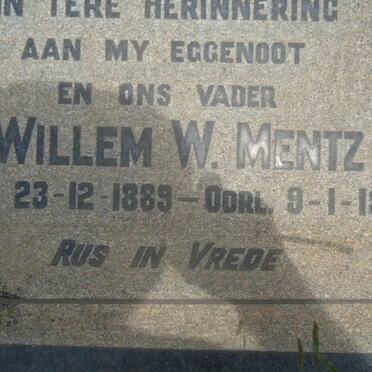 IN TERE HERINNERING
AAN MY EGGENOOT
EN ONS VADER
WILLEM W. MENTZ
23-12-1889 — OORL. 9-1-1
RUS IN VREDE